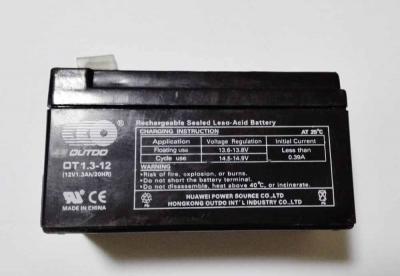 Rechargeable Sealed Lead-Acid Battery
CHARGING INSTRUCTION AT 25°C
Application Voltage Regulation Initial Current
Floating use 13.6-13.8V Less than
Cycle use 14.5-14.9V 0.39A
OUTDO
OT1.3-12
(12V1.3Ah/20HR)
MADE IN CHINA
WARNING:
•Risk of fire, explosion, or burns.
•Do not short the battery terminal.
•Do not disassemble, heat above 40°C, or insinerate.
HUAWEI POWER SOURCE CO.,LTD
HONGKONG OUTDO INT'L INDUSTRY CO.,LTD
Pb
Pb